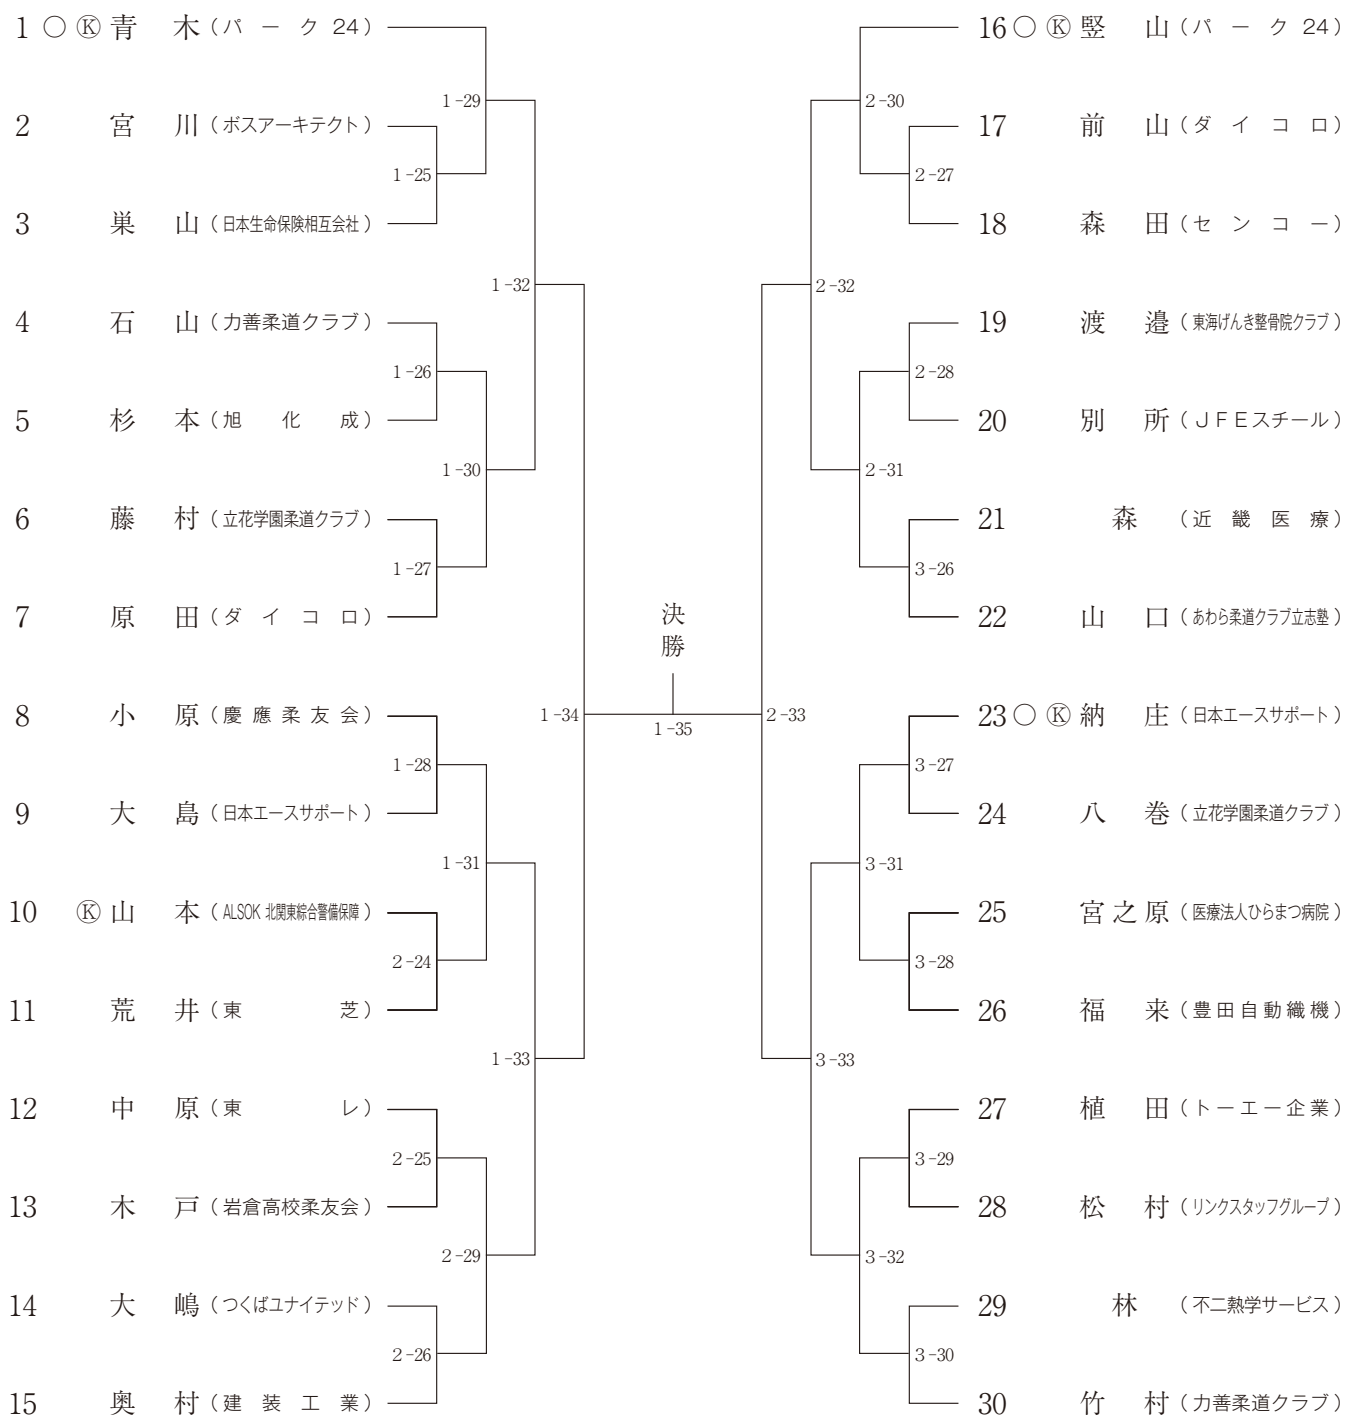 1 ○ Ⓚ 青木（パーク24）
1-29
2 宮川（ボスアーキテクト）
1-25
3 巣山（日本生命保険相互会社）
1-32
4 石山（力善柔道クラブ）
1-26
5 杉本（旭化成）
1-30
6 藤村（立花学園柔道クラブ）
1-27
7 原田（ダイコロ）
8 小原（慶應柔友会）
1-34
1-28
9 大島（日本エースサポート）
1-31
10 Ⓚ 山本（ALSOK 北関東綜合警備保障）
2-24
11 荒井（東芝）
1-33
12 中原（東レ）
2-25
13 木戸（岩倉高校柔友会）
2-29
14 大嶋（つくばユナイテッド）
2-26
15 奥村（建装工業）
決勝
1-35
16 ○ Ⓚ 竪山（パーク24）
2-30
17 前山（ダイコロ）
2-27
18 森田（センコー）
2-32
19 渡邉（東海げんき整骨院クラブ）
2-28
20 別所（ＪＦＥスチール）
2-31
21 森（近畿医療）
3-26
22 山口（あわら柔道クラブ立志塾）
23 ○ Ⓚ 納庄（日本エースサポート）
2-33
3-27
24 八巻（立花学園柔道クラブ）
3-31
25 宮之原（医療法人ひらまつ病院）
3-28
26 福来（豊田自動織機）
3-33
27 植田（トーエー企業）
3-29
28 松村（リンクスタッフグループ）
3-32
29 林（不二熱学サービス）
3-30
30 竹村（力善柔道クラブ）